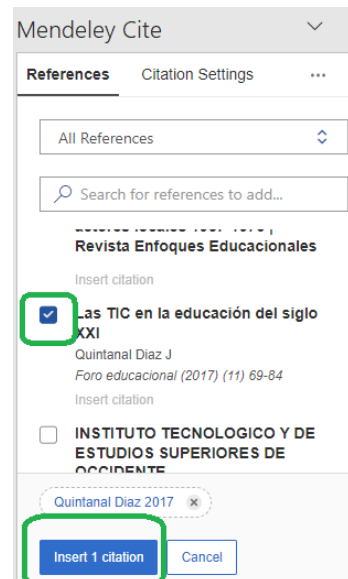 Mendeley Cite
References Citation Settings ...
All References
Search for references to add...
Revista Enfoques Educacionales
Insert citation
Las TIC en la educación del siglo
XXI
Quintanal Diaz J
Foro educacional (2017) (11) 69-84
Insert citation
INSTITUTO TECNOLOGICO Y DE
ESTUDIOS SUPERIORES DE
OCCIDENTE
Quintanal Diaz 2017
Insert 1 citation Cancel